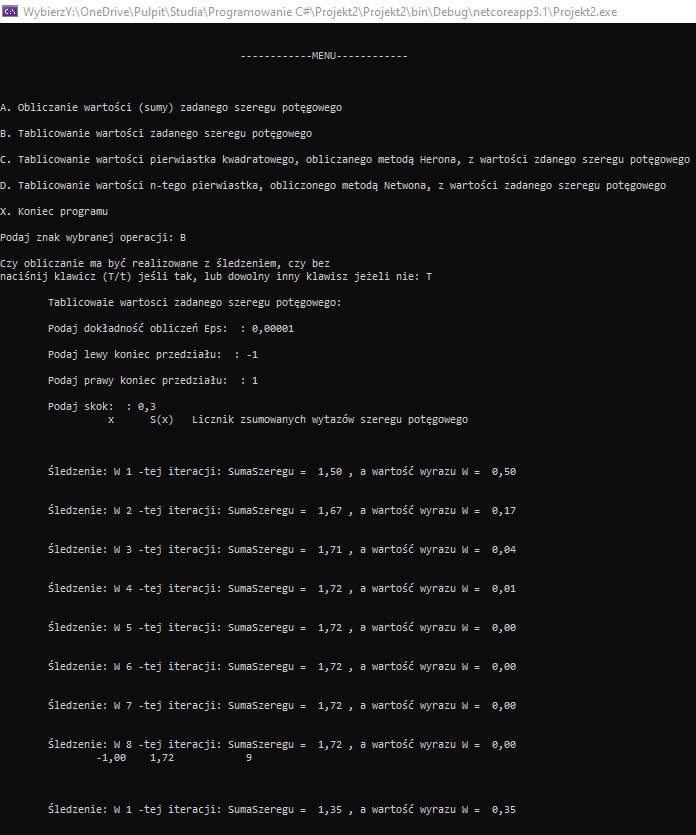 WybierzY:\OneDrive\Pulpit\Studia\Programowanie C#\Projekt2\Projekt2\bin\Debug\netcoreapp3.1\Projekt2.exe
------------MENU------------
A. Obliczanie wartości (sumy) zadanego szeregu potęgowego
B. Tablicowanie wartości zadanego szeregu potęgowego
C. Tablicowanie wartości pierwiastka kwadratowego, obliczanego metodą Herona, z wartości zdanego szeregu potęgowego
D. Tablicowanie wartości n-tego pierwiastka, obliczonego metodą Netwona, z wartości zadanego szeregu potęgowego
X. Koniec programu
Podaj znak wybranej operacji: B
Czy obliczanie ma być realizowane z śledzeniem, czy bez
naciśnij klawicz (T/t) jeśli tak, lub dowolny inny klawisz jeżeli nie: T
Tablicowaie wartosci zadanego szeregu potęgowego:
Podaj dokładność obliczeń Eps:  : 0,00001
Podaj lewy koniec przedziału:  : -1
Podaj prawy koniec przedziału:  : 1
Podaj skok:  : 0,3
x S(x) Licznik zsumowanych wytazów szeregu potęgowego
Śledzenie: W 1 -tej iteracji: SumaSzeregu =  1,50 , a wartość wyrazu W =  0,50
Śledzenie: W 2 -tej iteracji: SumaSzeregu =  1,67 , a wartość wyrazu W =  0,17
Śledzenie: W 3 -tej iteracji: SumaSzeregu =  1,71 , a wartość wyrazu W =  0,04
Śledzenie: W 4 -tej iteracji: SumaSzeregu =  1,72 , a wartość wyrazu W =  0,01
Śledzenie: W 5 -tej iteracji: SumaSzeregu =  1,72 , a wartość wyrazu W =  0,00
Śledzenie: W 6 -tej iteracji: SumaSzeregu =  1,72 , a wartość wyrazu W =  0,00
Śledzenie: W 7 -tej iteracji: SumaSzeregu =  1,72 , a wartość wyrazu W =  0,00
Śledzenie: W 8 -tej iteracji: SumaSzeregu =  1,72 , a wartość wyrazu W =  0,00
-1,00 1,72 9
Śledzenie: W 1 -tej iteracji: SumaSzeregu =  1,35 , a wartość wyrazu W =  0,35